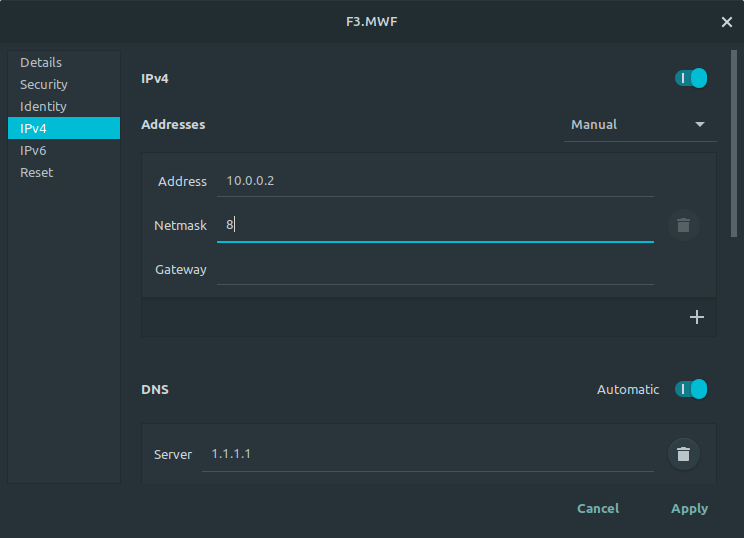 F3.MWF
Details
Security
Identity
IPv4
IPv6
Reset
IPv4
Addresses Manual
Address 10.0.0.2
Netmask 8
Gateway
DNS Automatic
Server 1.1.1.1
Cancel Apply